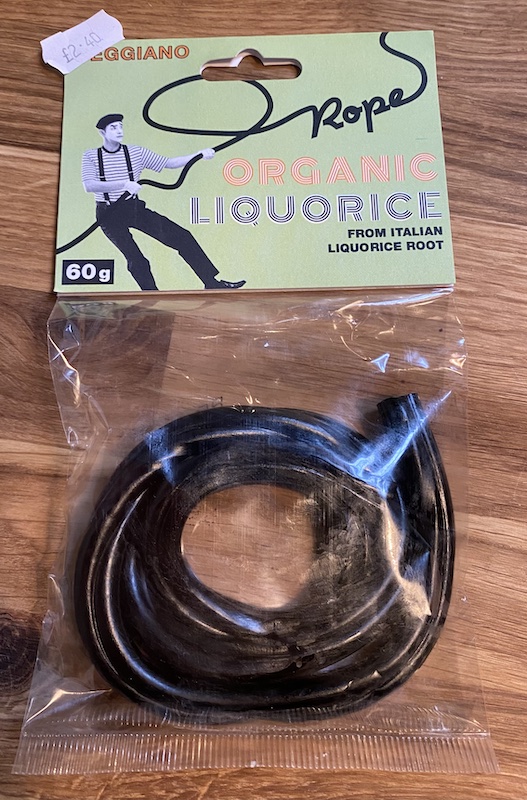 £2.40
EGGIANO
Rope
ORGANIC
LIQUORICE
FROM ITALIAN
LIQUORICE ROOT
60g